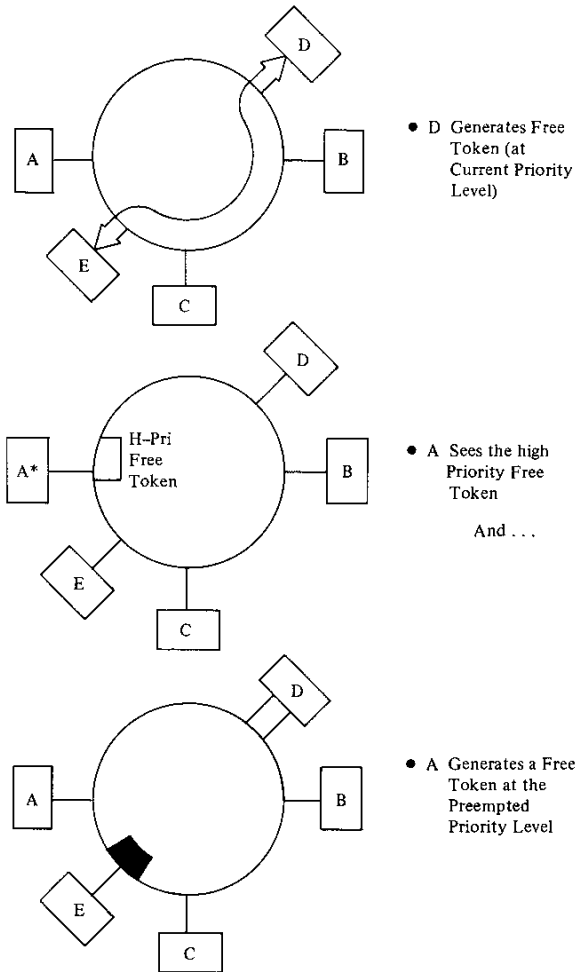 D
A
B
E
C
● D Generates Free
Token (at
Current Priority
Level)
D
H-Pri
Free
Token
A*
B
E
C
● A Sees the high
Priority Free
Token
And . . .
D
A
B
E
C
● A Generates a Free
Token at the
Preempted
Priority Level